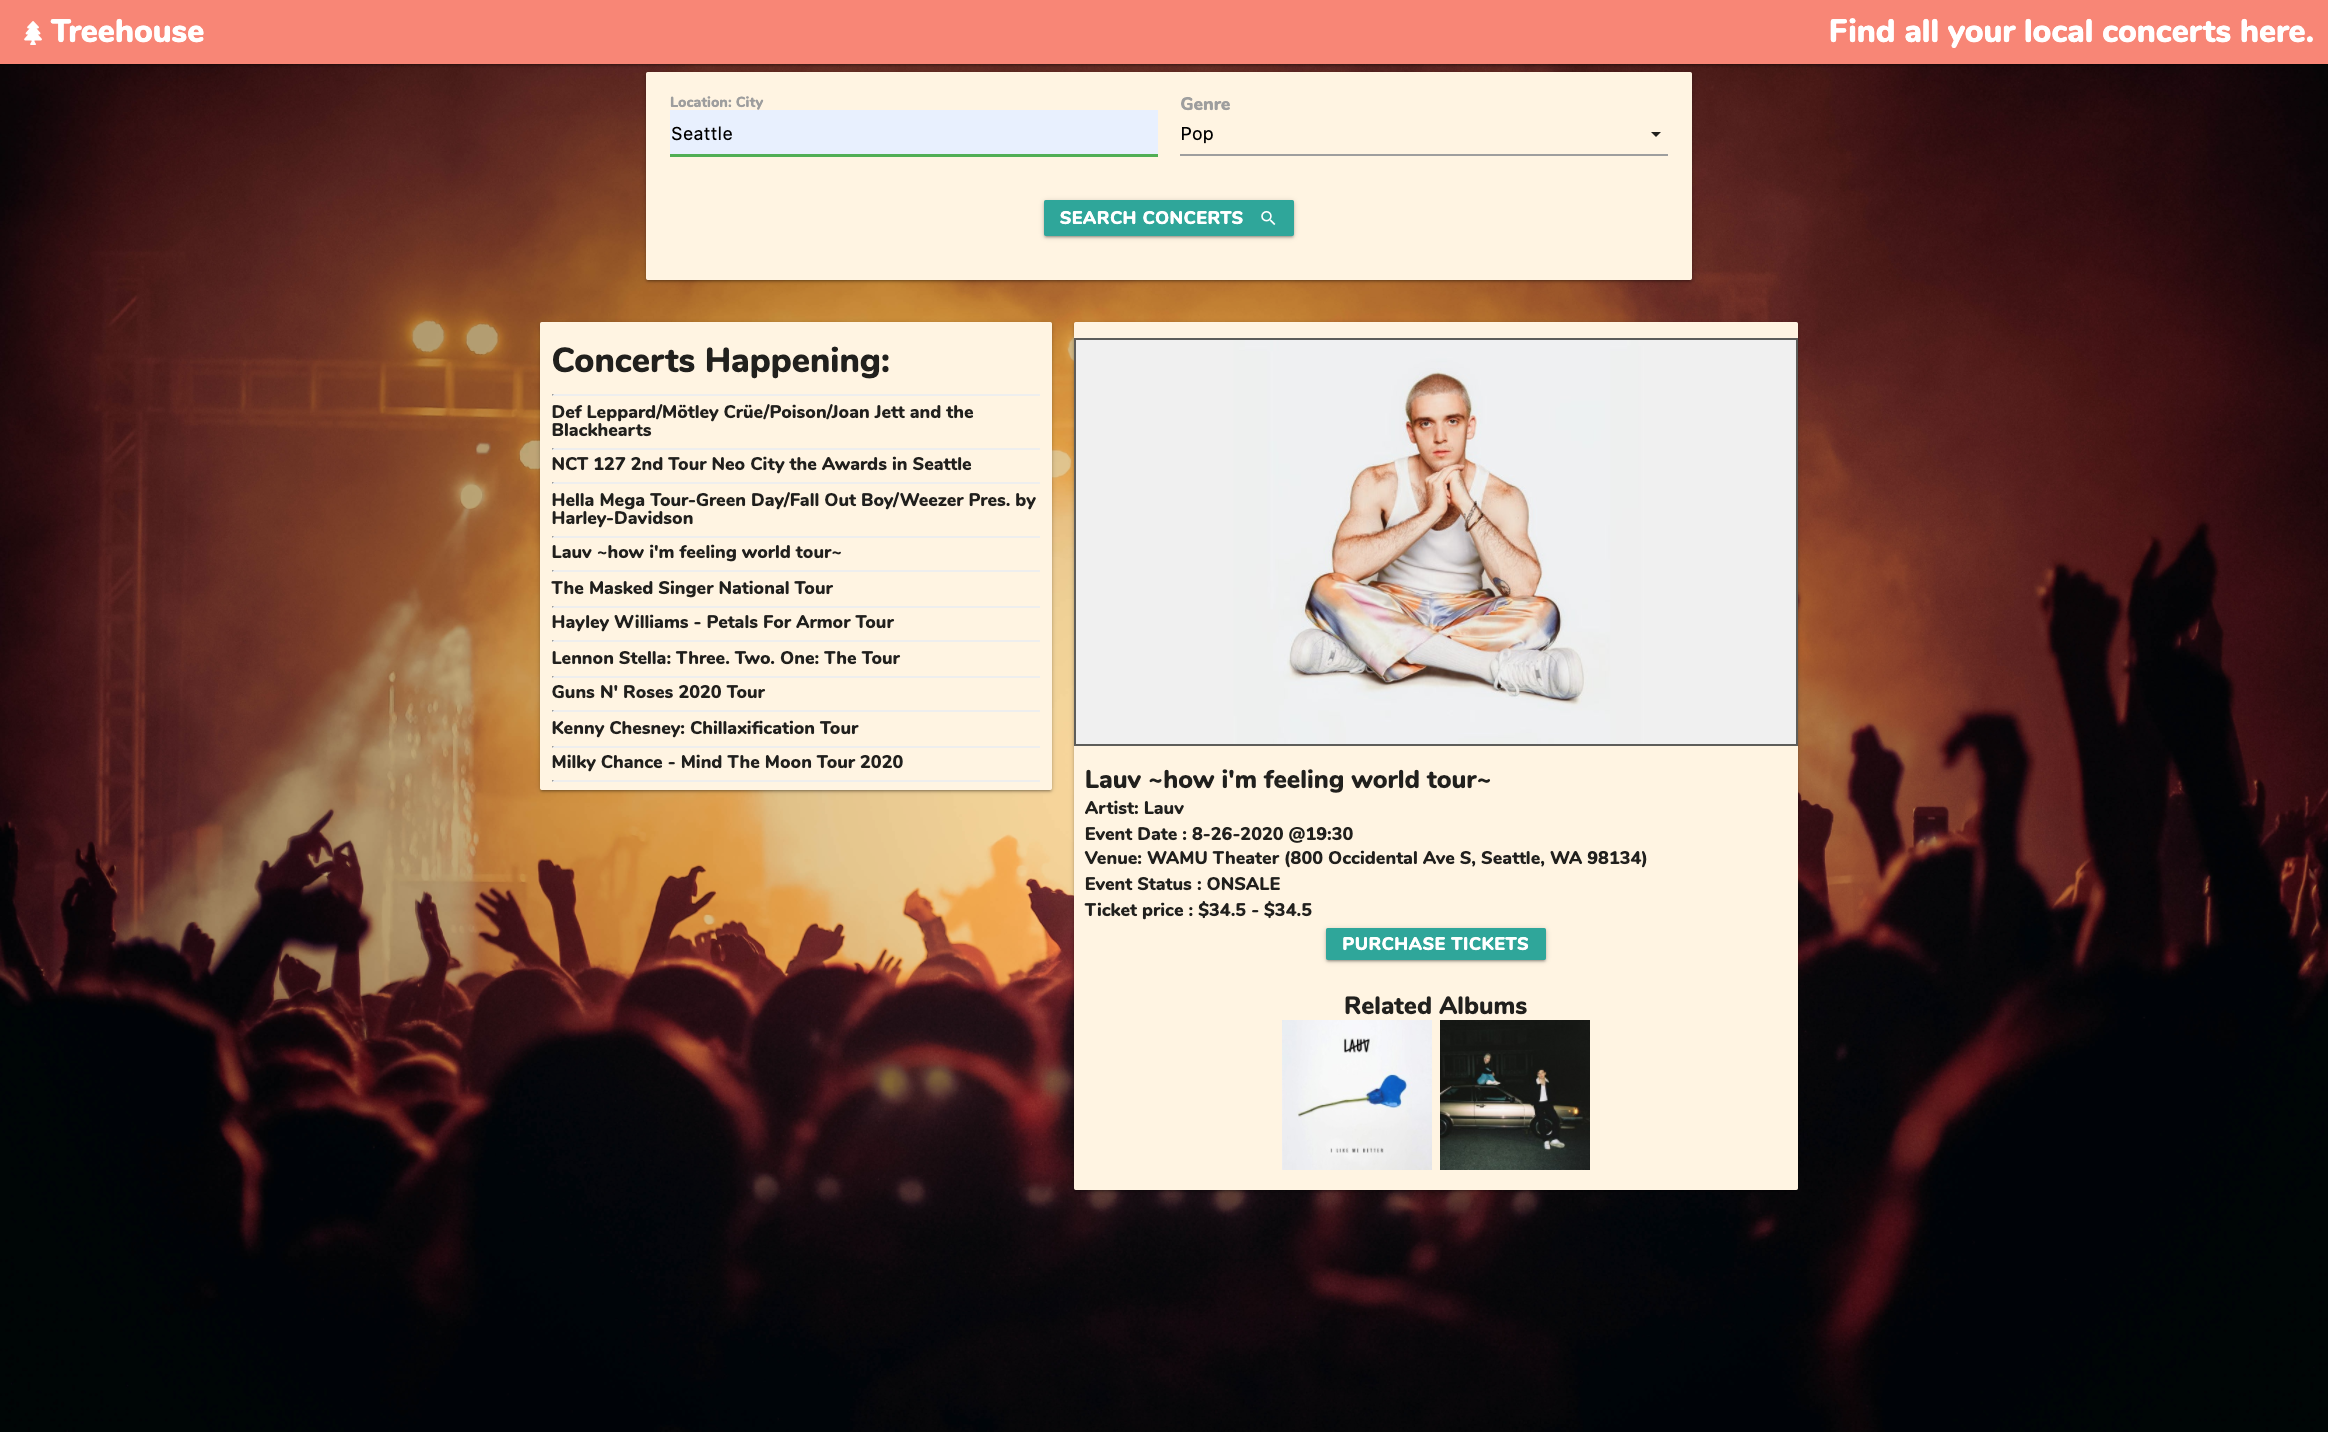 Treehouse
Find all your local concerts here.
Location: City
Seattle
Genre
Pop
SEARCH CONCERTS
Concerts Happening:
Def Leppard/Mötley Crüe/Poison/Joan Jett and the
Blackhearts
NCT 127 2nd Tour Neo City the Awards in Seattle
Hella Mega Tour-Green Day/Fall Out Boy/Weezer Pres. by
Harley-Davidson
Lauv ~how i'm feeling world tour~
The Masked Singer National Tour
Hayley Williams - Petals For Armor Tour
Lennon Stella: Three. Two. One: The Tour
Guns N' Roses 2020 Tour
Kenny Chesney: Chillaxification Tour
Milky Chance - Mind The Moon Tour 2020
Lauv ~how i'm feeling world tour~
Artist: Lauv
Event Date : 8-26-2020 @19:30
Venue: WAMU Theater (800 Occidental Ave S, Seattle, WA 98134)
Event Status : ONSALE
Ticket price : $34.5 - $34.5
PURCHASE TICKETS
Related Albums
LAUV
I LIKE ME BETTER